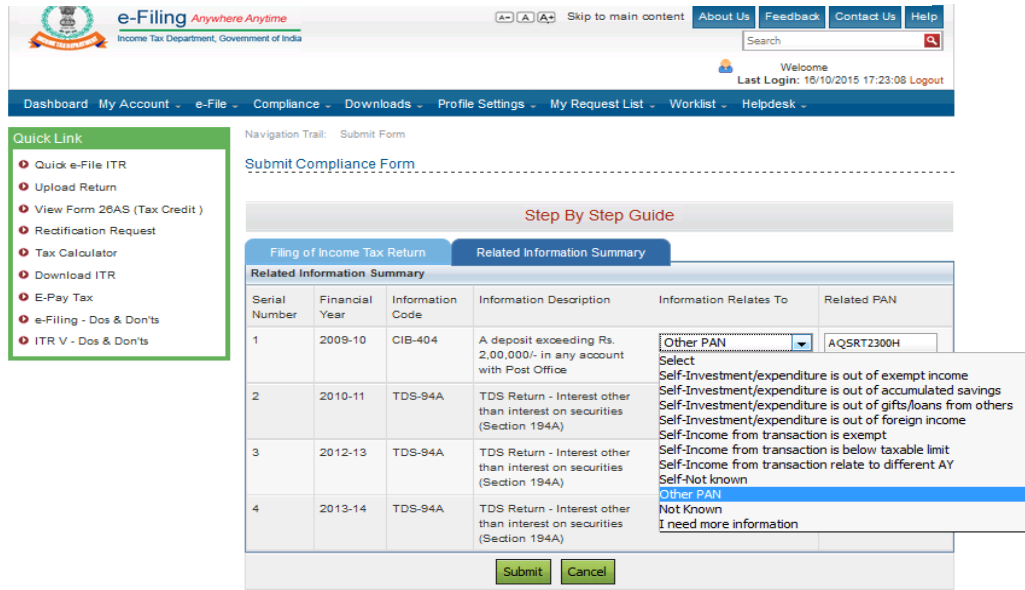 e-Filing Anywhere Anytime
Income Tax Department, Government of India
A- A A+ Skip to main content About Us Feedback Contact Us Help
Search
Welcome
Last Login: 16/10/2015 17:23:08 Logout
Dashboard My Account e-File Compliance Downloads Profile Settings My Request List Worklist Helpdesk
Quick Link
Quick e-File ITR
Upload Return
View Form 26AS (Tax Credit )
Rectification Request
Tax Calculator
Download ITR
E-Pay Tax
e-Filing - Dos & Don'ts
ITR V - Dos & Don'ts
Navigation Trail: Submit Form
Submit Compliance Form
Step By Step Guide
Filing of Income Tax Return Related Information Summary
Related Information Summary
Serial Financial Information Information Description Information Relates To Related PAN
Number Year Code
1 2009-10 CIB-404 A deposit exceeding Rs. Other PAN AQSRT2300H
2,00,000/- in any account
with Post Office
2 2010-11 TDS-94A TDS Return - Interest other
than interest on securities
(Section 194A)
3 2012-13 TDS-94A TDS Return - Interest other
than interest on securities
(Section 194A)
4 2013-14 TDS-94A TDS Return - Interest other
than interest on securities
(Section 194A)
Select
Self-Investment/expenditure is out of exempt income
Self-Investment/expenditure is out of accumulated savings
Self-Investment/expenditure is out of gifts/loans from others
Self-Investment/expenditure is out of foreign income
Self-Income from transaction is exempt
Self-Income from transaction is below taxable limit
Self-Income from transaction relate to different AY
Self-Not known
Other PAN
Not Known
I need more information
Submit Cancel